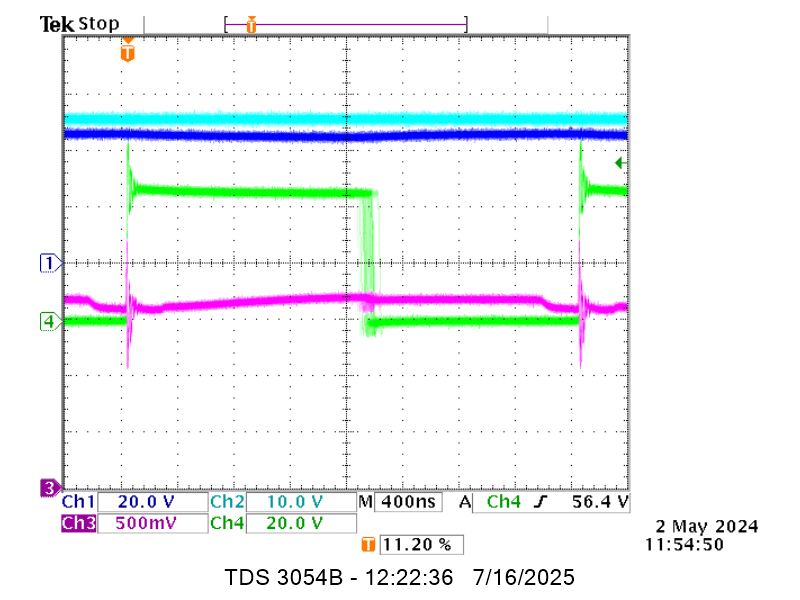 Tek Stop
T
T
1
4
3
Ch1 20.0 V Ch2 10.0 V M 400ns A Ch4 56.4 V
Ch3 500mV Ch4 20.0 V
T 11.20 %
2 May 2024
11:54:50
TDS 3054B - 12:22:36 7/16/2025